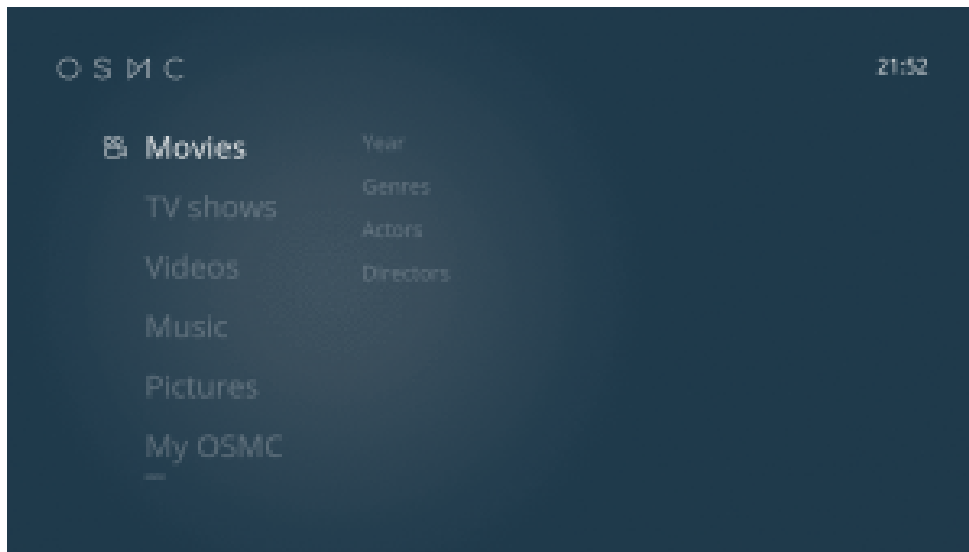 OSMC
21:52
Movies
TV shows
Videos
Music
Pictures
My OSMC
Year
Genres
Actors
Directors